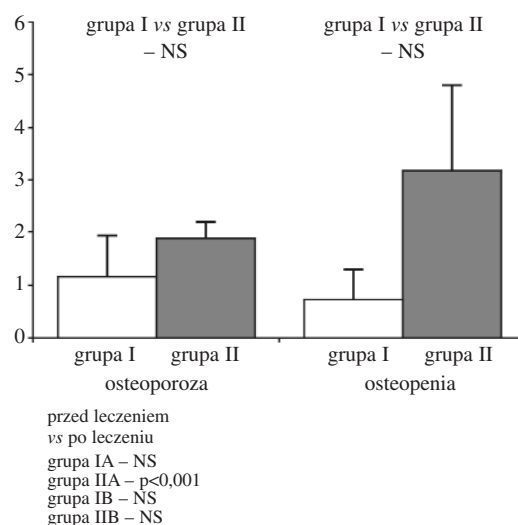 grupa I vs grupa II
– NS
grupa I vs grupa II
– NS
6
5
4
3
2
1
0
grupa I grupa II
osteoporoza
grupa I grupa II
osteopenia
przed leczeniem
vs po leczeniu
grupa IA – NS
grupa IIA – p<0,001
grupa IB – NS
grupa IIB – NS